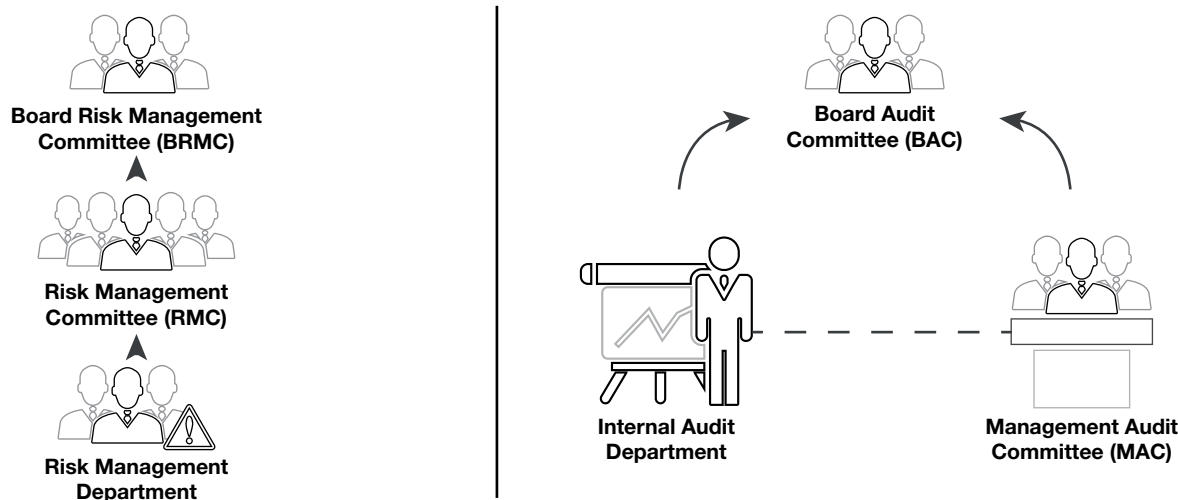 Board Risk Management
Committee (BRMC)
Risk Management
Committee (RMC)
Risk Management
Department
Board Audit
Committee (BAC)
Internal Audit
Department
Management Audit
Committee (MAC)